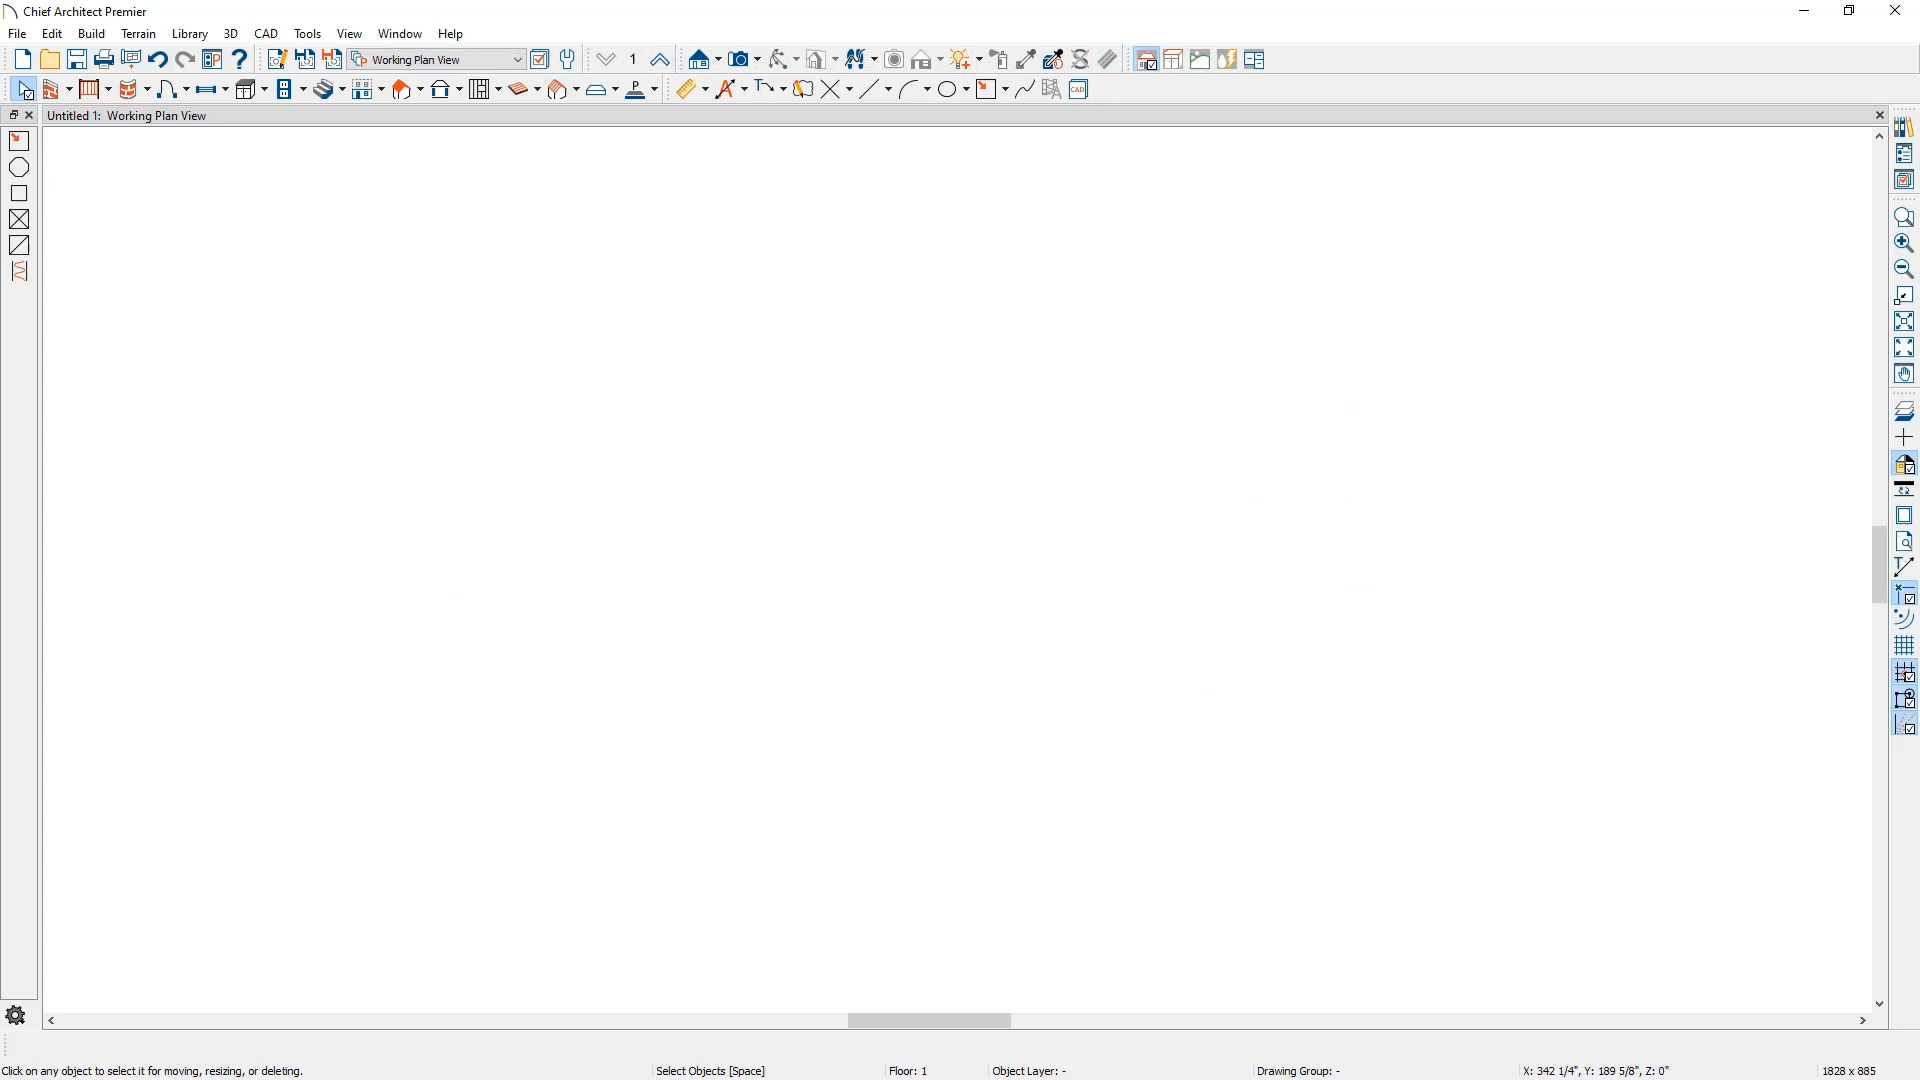 Chief Architect Premier
File Edit Build Terrain Library 3D CAD Tools View Window Help
Working Plan View 1
P CAD
Untitled 1: Working Plan View
Click on any object to select it for moving, resizing, or deleting. Select Objects [Space] Floor: 1 Object Layer: - Drawing Group: - X: 342 1/4", Y: 189 5/8", Z: 0" 1828 x 885